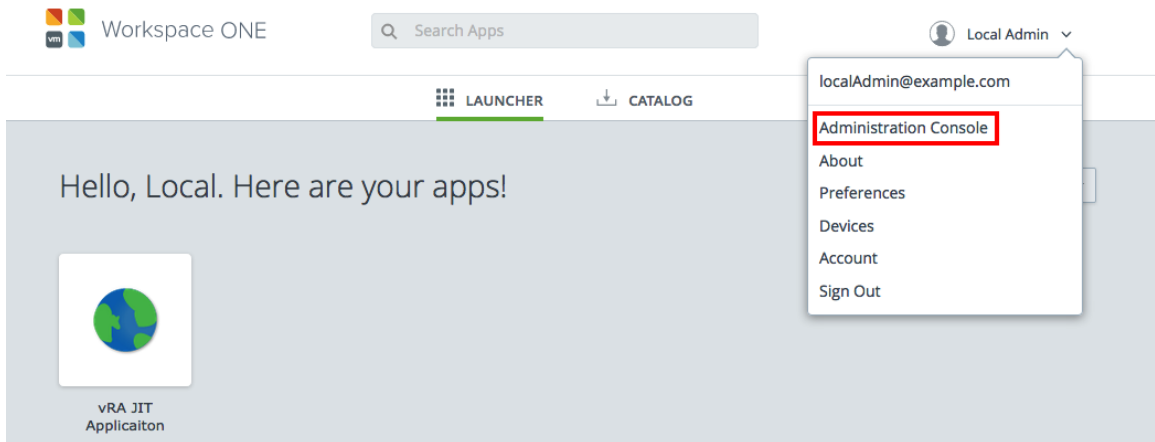 vm
Workspace ONE
Search Apps
Local Admin
localAdmin@example.com
LAUNCHER
CATALOG
Administration Console
About
Preferences
Devices
Account
Sign Out
Hello, Local. Here are your apps!
vRA JIT
Applicaiton